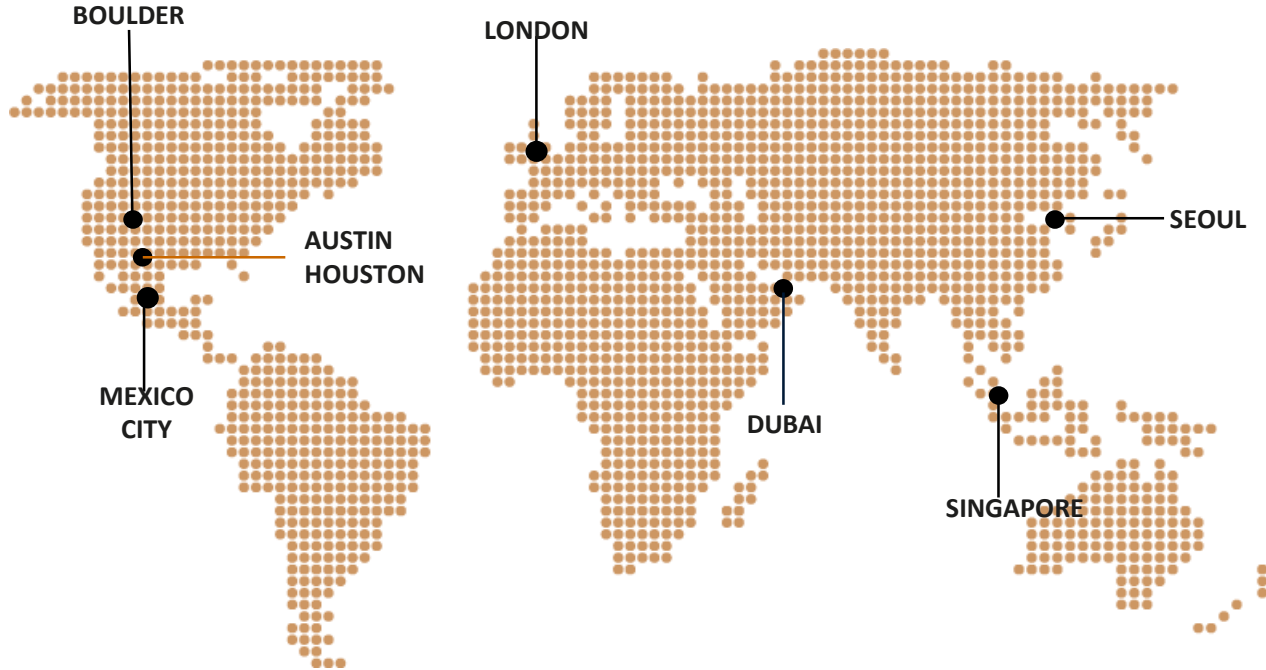 BOULDER
LONDON
SEOUL
AUSTIN
HOUSTON
MEXICO
CITY
DUBAI
SINGAPORE